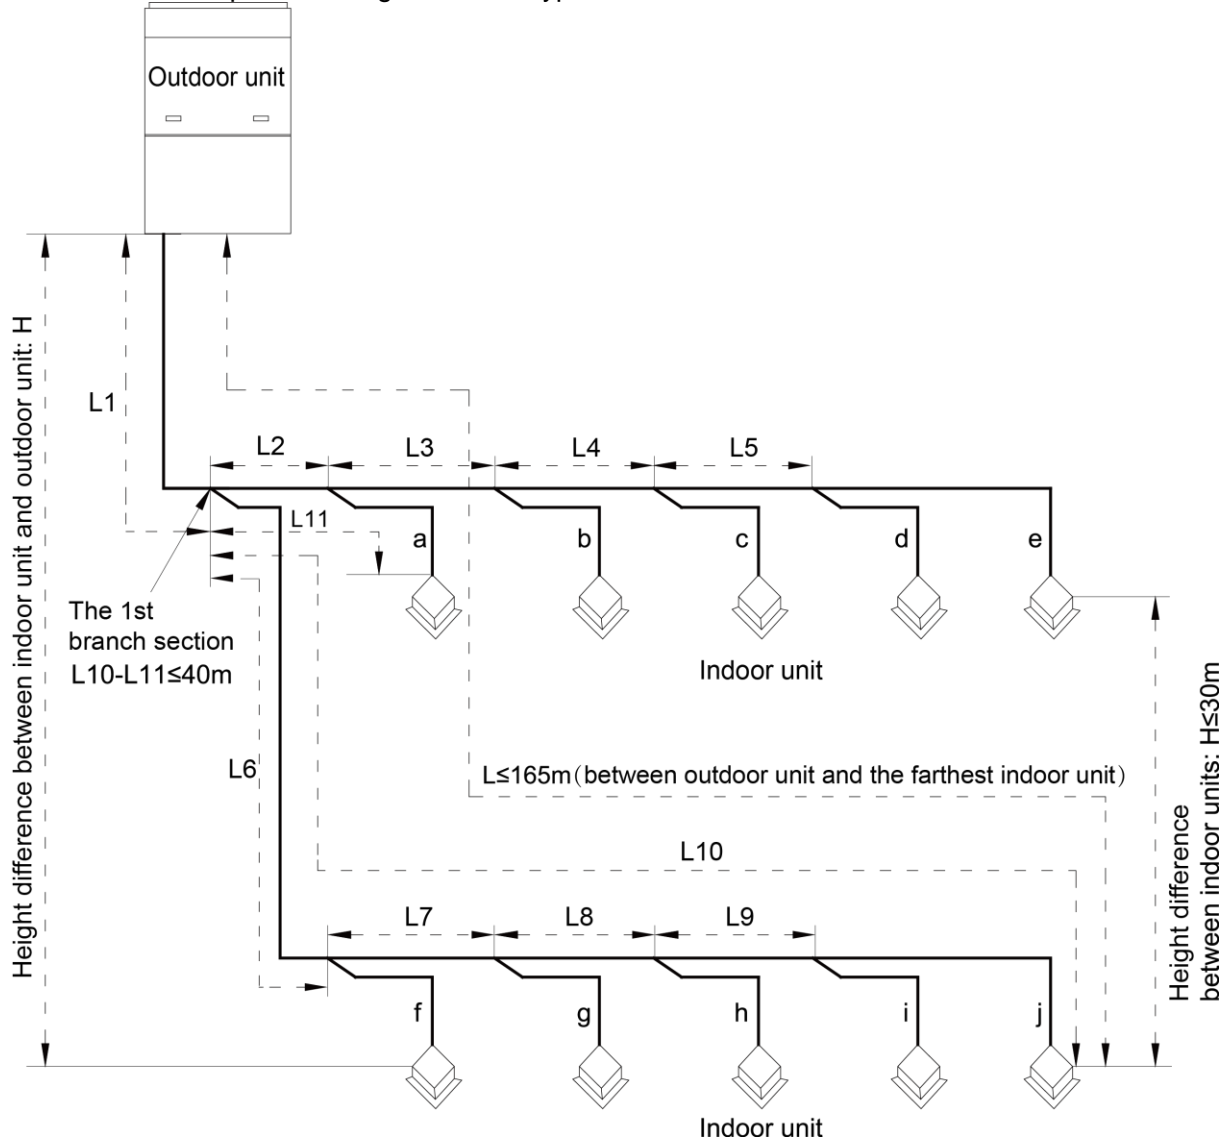 Outdoor unit
Height difference between indoor unit and outdoor unit: H
L1
L2
L3
L4
L5
L11
a
b
c
d
e
The 1st
branch section
L10-L11≤40m
Indoor unit
L6
L≤165m(between outdoor unit and the farthest indoor unit)
Height difference
between indoor units: H≤30m
L10
L7
L8
L9
f
g
h
i
j
Indoor unit